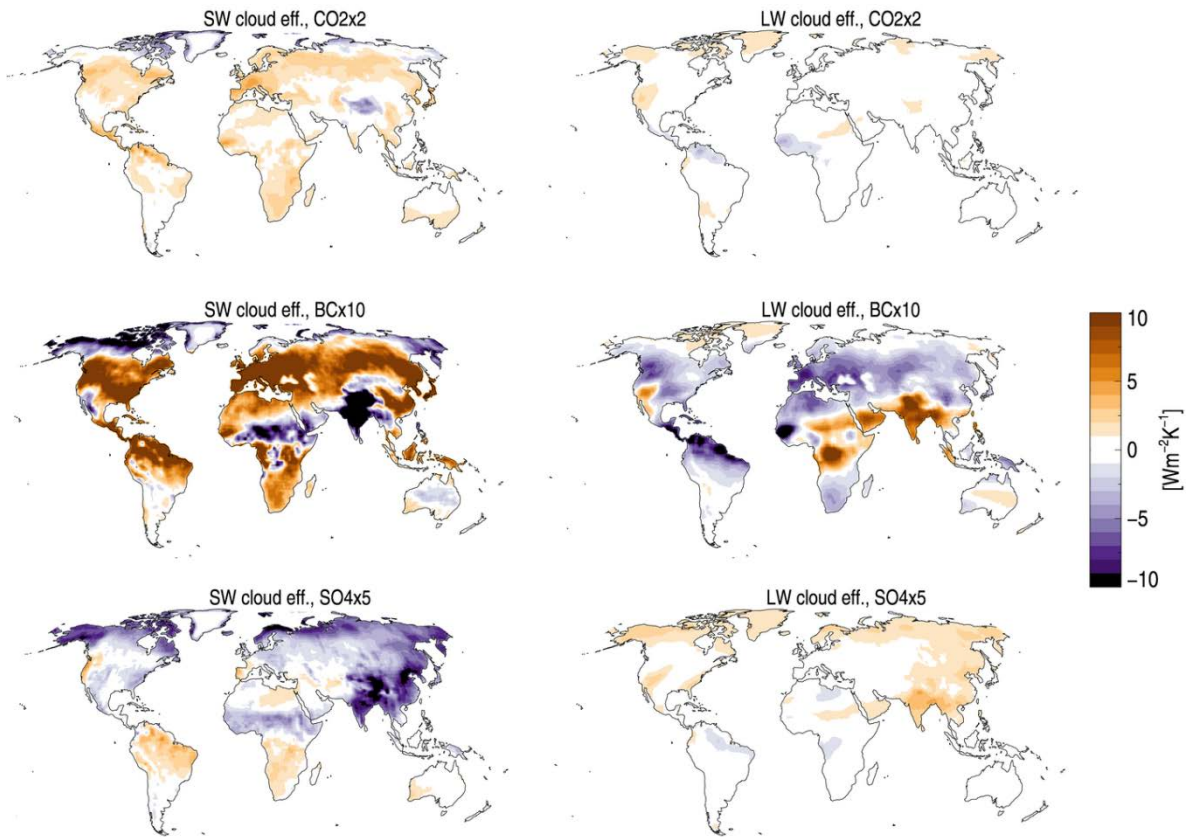 SW cloud eff., CO2x2
LW cloud eff., CO2x2
SW cloud eff., BCx10
LW cloud eff., BCx10
10
5
0
−5
−10
[Wm⁻²K⁻¹]
SW cloud eff., SO4x5
LW cloud eff., SO4x5